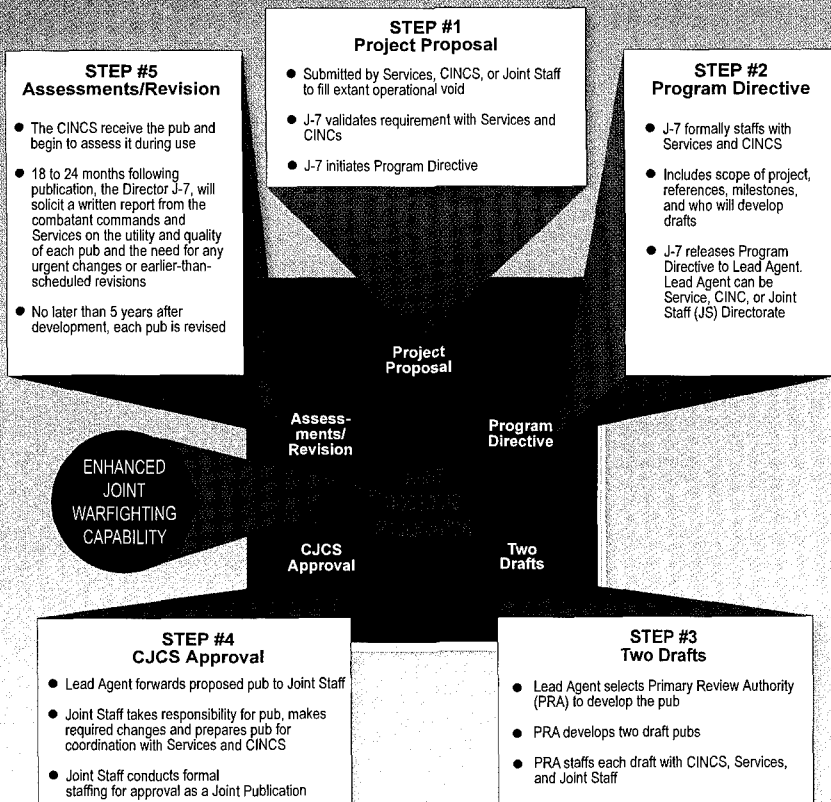 STEP #1
Project Proposal
● Submitted by Services, CINCS, or Joint Staff
to fill extant operational void
● J-7 validates requirement with Services and
CINCs
● J-7 initiates Program Directive
STEP #2
Program Directive
● J-7 formally staffs with
Services and CINCS
● Includes scope of project,
references, milestones,
and who will develop
drafts
● J-7 releases Program
Directive to Lead Agent.
Lead Agent can be
Service, CINC, or Joint
Staff (JS) Directorate
STEP #3
Two Drafts
● Lead Agent selects Primary Review Authority
(PRA) to develop the pub
● PRA develops two draft pubs
● PRA staffs each draft with CINCS, Services,
and Joint Staff
STEP #4
CJCS Approval
● Lead Agent forwards proposed pub to Joint Staff
● Joint Staff takes responsibility for pub, makes
required changes and prepares pub for
coordination with Services and CINCS
● Joint Staff conducts formal
staffing for approval as a Joint Publication
STEP #5
Assessments/Revision
● The CINCS receive the pub and
begin to assess it during use
● 18 to 24 months following
publication, the Director J-7, will
solicit a written report from the
combatant commands and
Services on the utility and quality
of each pub and the need for any
urgent changes or earlier-than-
scheduled revisions
● No later than 5 years after
development, each pub is revised
Project
Proposal
Assess-
ments/
Revision
Program
Directive
CJCS
Approval
Two
Drafts
ENHANCED
JOINT
WARFIGHTING
CAPABILITY